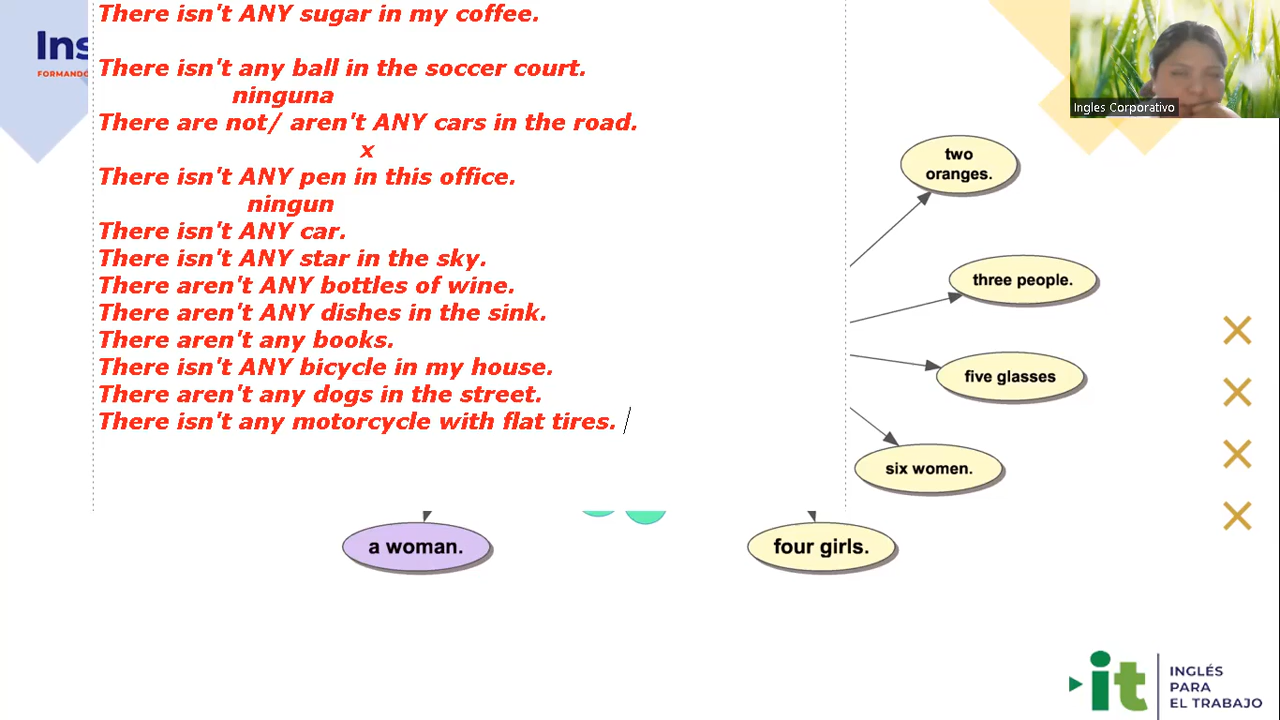 There isn't ANY sugar in my coffee.
Ins
FORMANDO
There isn't any ball in the soccer court.
ninguna
There are not/ aren't ANY cars in the road.
x
There isn't ANY pen in this office.
ningun
There isn't ANY car.
There isn't ANY star in the sky.
There aren't ANY bottles of wine.
There aren't ANY dishes in the sink.
There aren't any books.
There isn't ANY bicycle in my house.
There aren't any dogs in the street.
There isn't any motorcycle with flat tires.
Ingles Corporativo
two
oranges.
three people.
five glasses
six women.
a woman.
four girls.
it
INGLÉS
PARA
EL TRABAJO